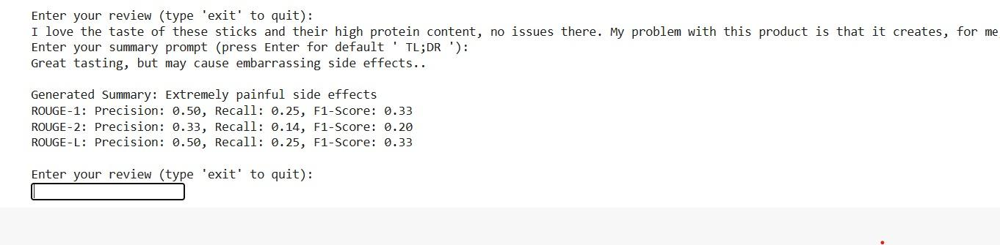 Enter your review (type 'exit' to quit):
I love the taste of these sticks and their high protein content, no issues there. My problem with this product is that it creates, for me
Enter your summary prompt (press Enter for default ' TL;DR '):
Great tasting, but may cause embarrassing side effects..
Generated Summary: Extremely painful side effects
ROUGE-1: Precision: 0.50, Recall: 0.25, F1-Score: 0.33
ROUGE-2: Precision: 0.33, Recall: 0.14, F1-Score: 0.20
ROUGE-L: Precision: 0.50, Recall: 0.25, F1-Score: 0.33
Enter your review (type 'exit' to quit):